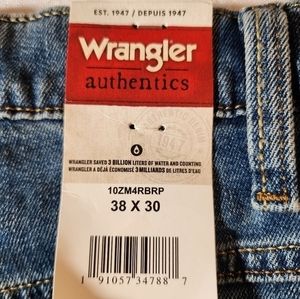 EST. 1947 / DEPUIS 1947
Wrangler
authentics
WRANGLER SAVED 3 BILLION LITERS OF WATER AND COUNTING
WRANGLER A DÉJÀ ÉCONOMISÉ 3 MILLIARDS DE LITRES D'EAU
10ZM4RBRP
38 X 30
1 91057 34788 7